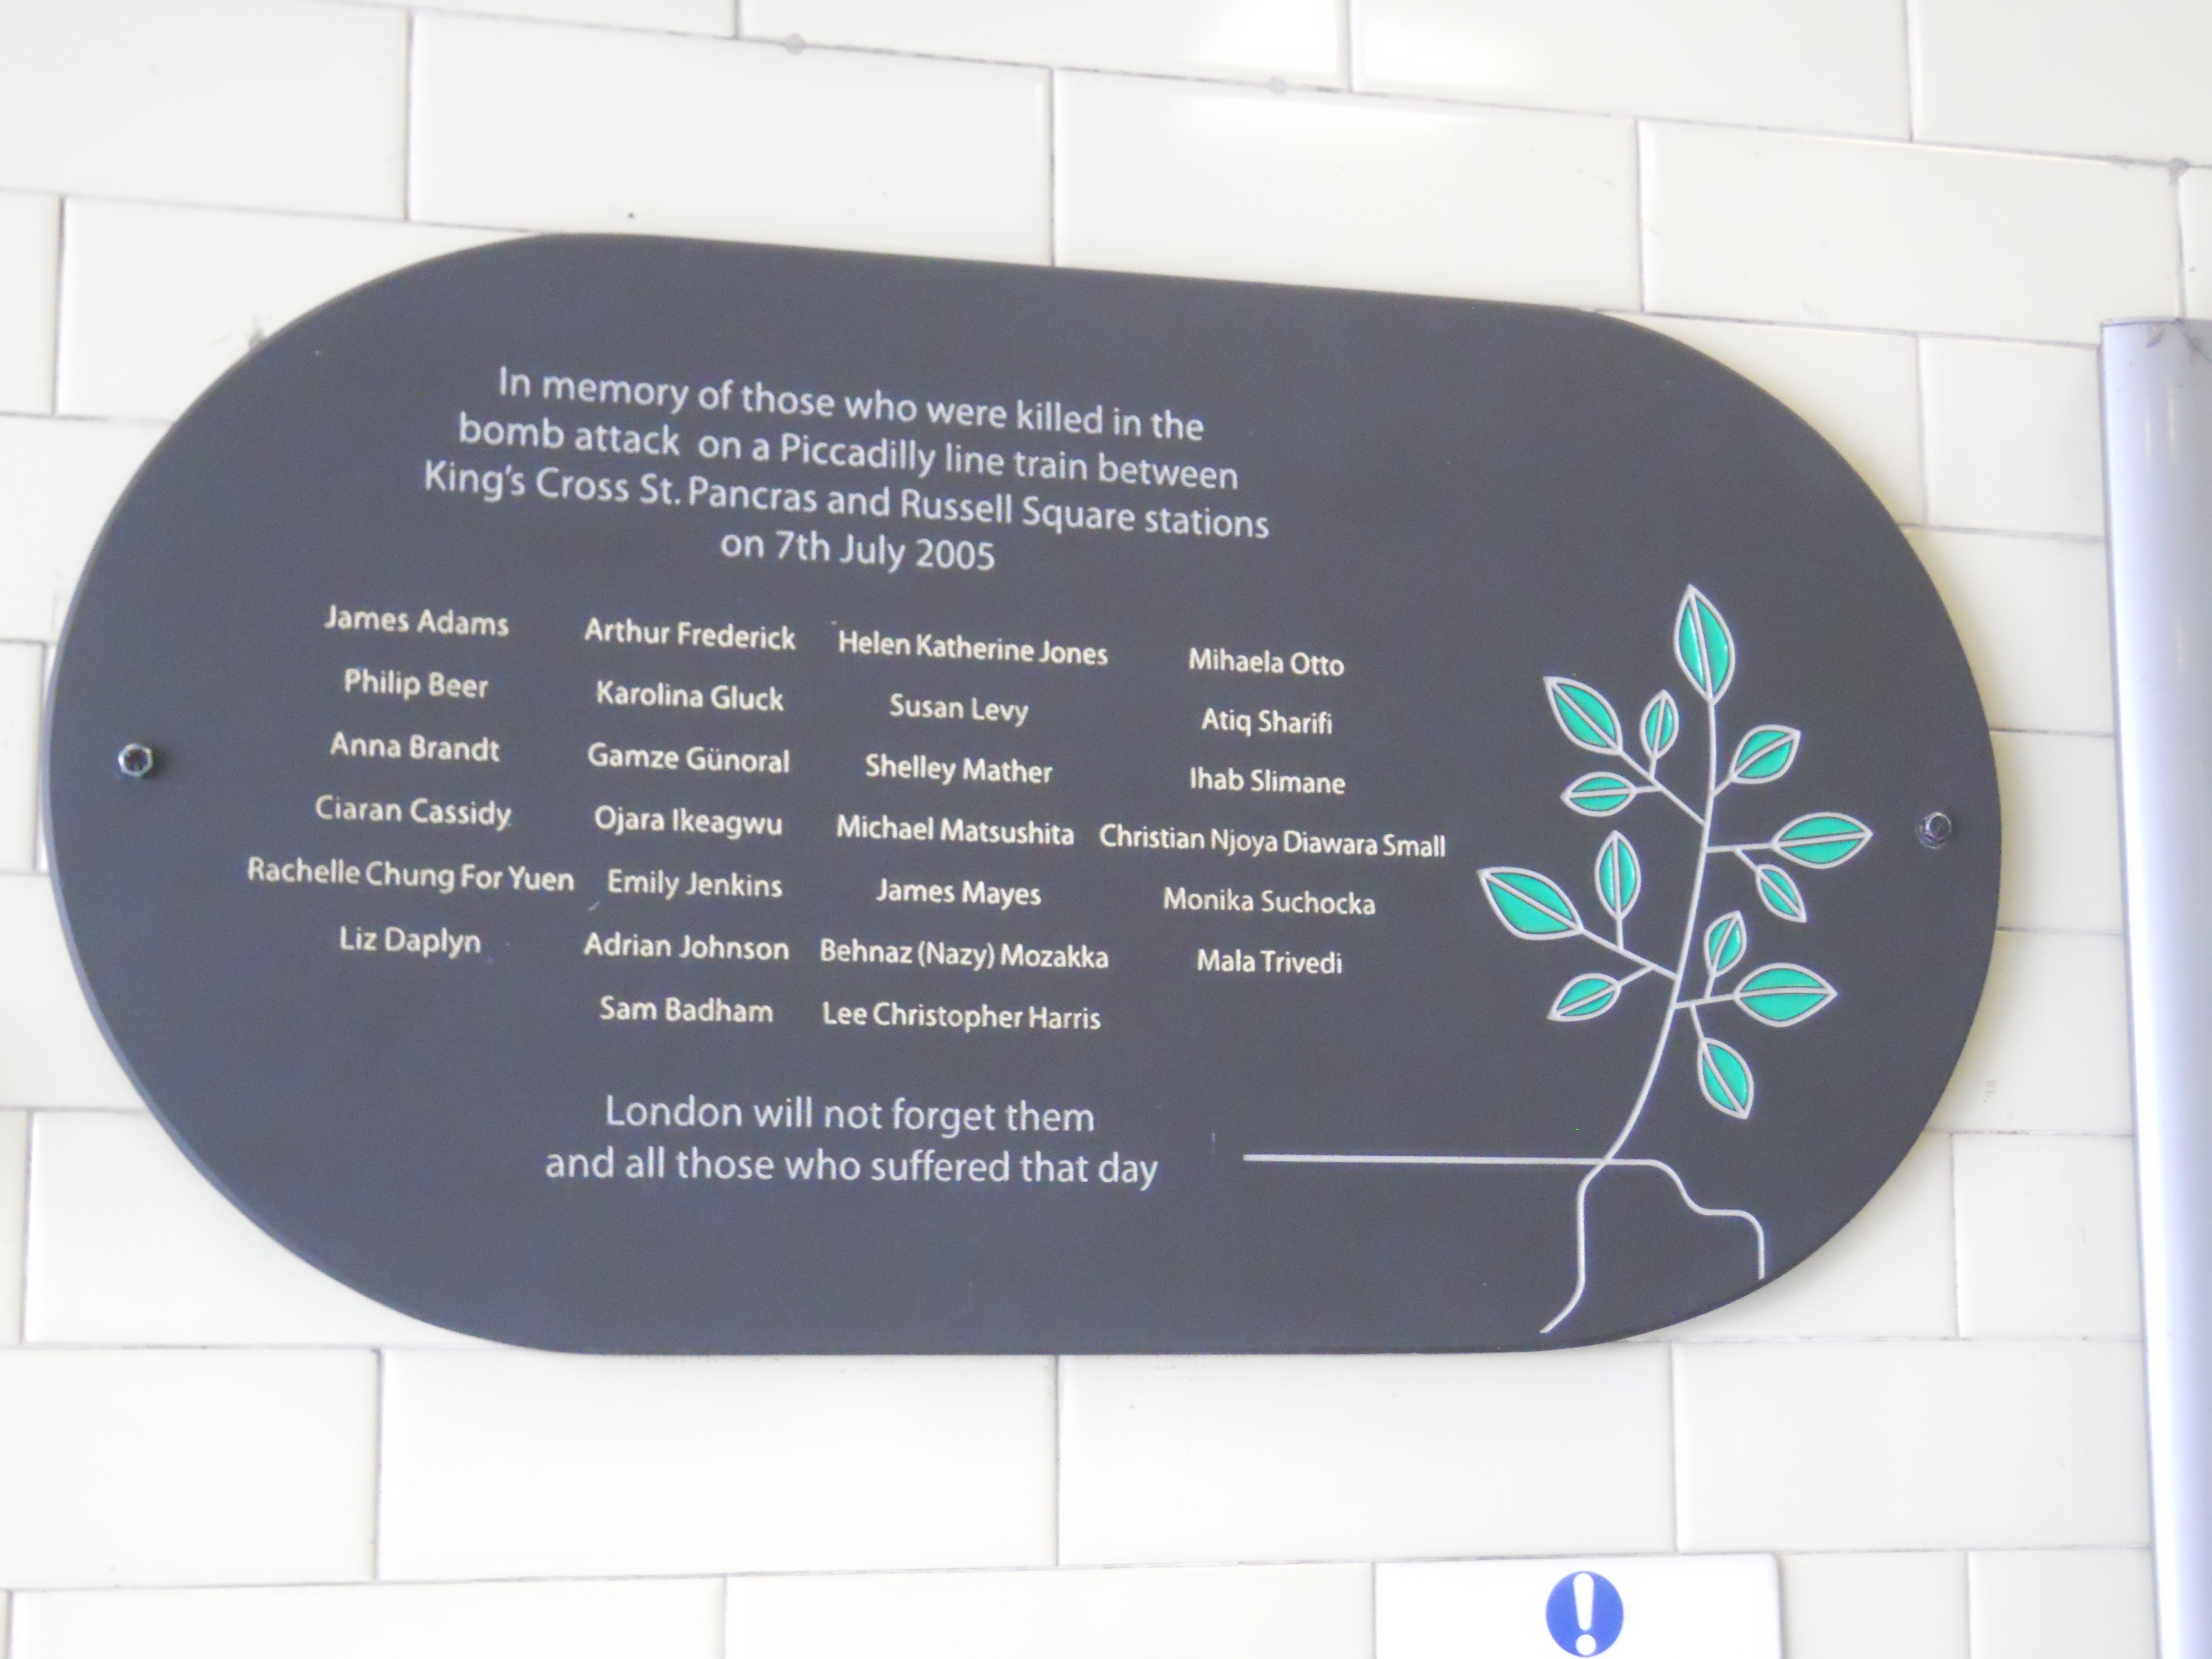 In memory of those who were killed in the
bomb attack on a Piccadilly line train between
King's Cross St. Pancras and Russell Square stations
on 7th July 2005
James Adams Arthur Frederick Helen Katherine Jones Mihaela Otto
Philip Beer Karolina Gluck Susan Levy Atiq Sharifi
Anna Brandt Gamze Günoral Shelley Mather Ihab Slimane
Ciaran Cassidy Ojara Ikeagwu Michael Matsushita Christian Njoya Diawara Small
Rachelle Chung For Yuen Emily Jenkins James Mayes Monika Suchocka
Liz Daplyn Adrian Johnson Behnaz (Nazy) Mozakka Mala Trivedi
Sam Badham Lee Christopher Harris
London will not forget them
and all those who suffered that day